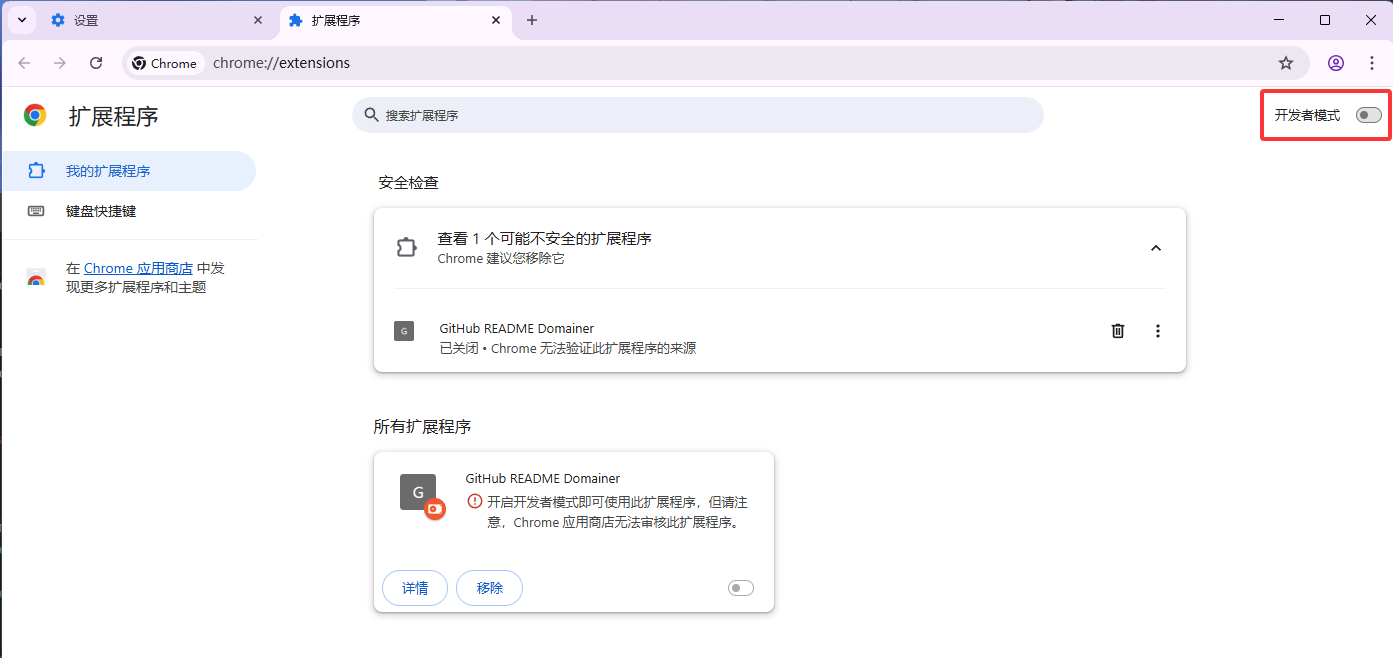 设置
扩展程序
Chrome
chrome://extensions
扩展程序
搜索扩展程序
开发者模式
我的扩展程序
键盘快捷键
在 Chrome 应用商店 中发
现更多扩展程序和主题
安全检查
查看 1 个可能不安全的扩展程序
Chrome 建议您移除它
G
GitHub README Domainer
已关闭 • Chrome 无法验证此扩展程序的来源
所有扩展程序
G
GitHub README Domainer
开启开发者模式即可使用此扩展程序，但请注
意，Chrome 应用商店无法审核此扩展程序。
详情
移除